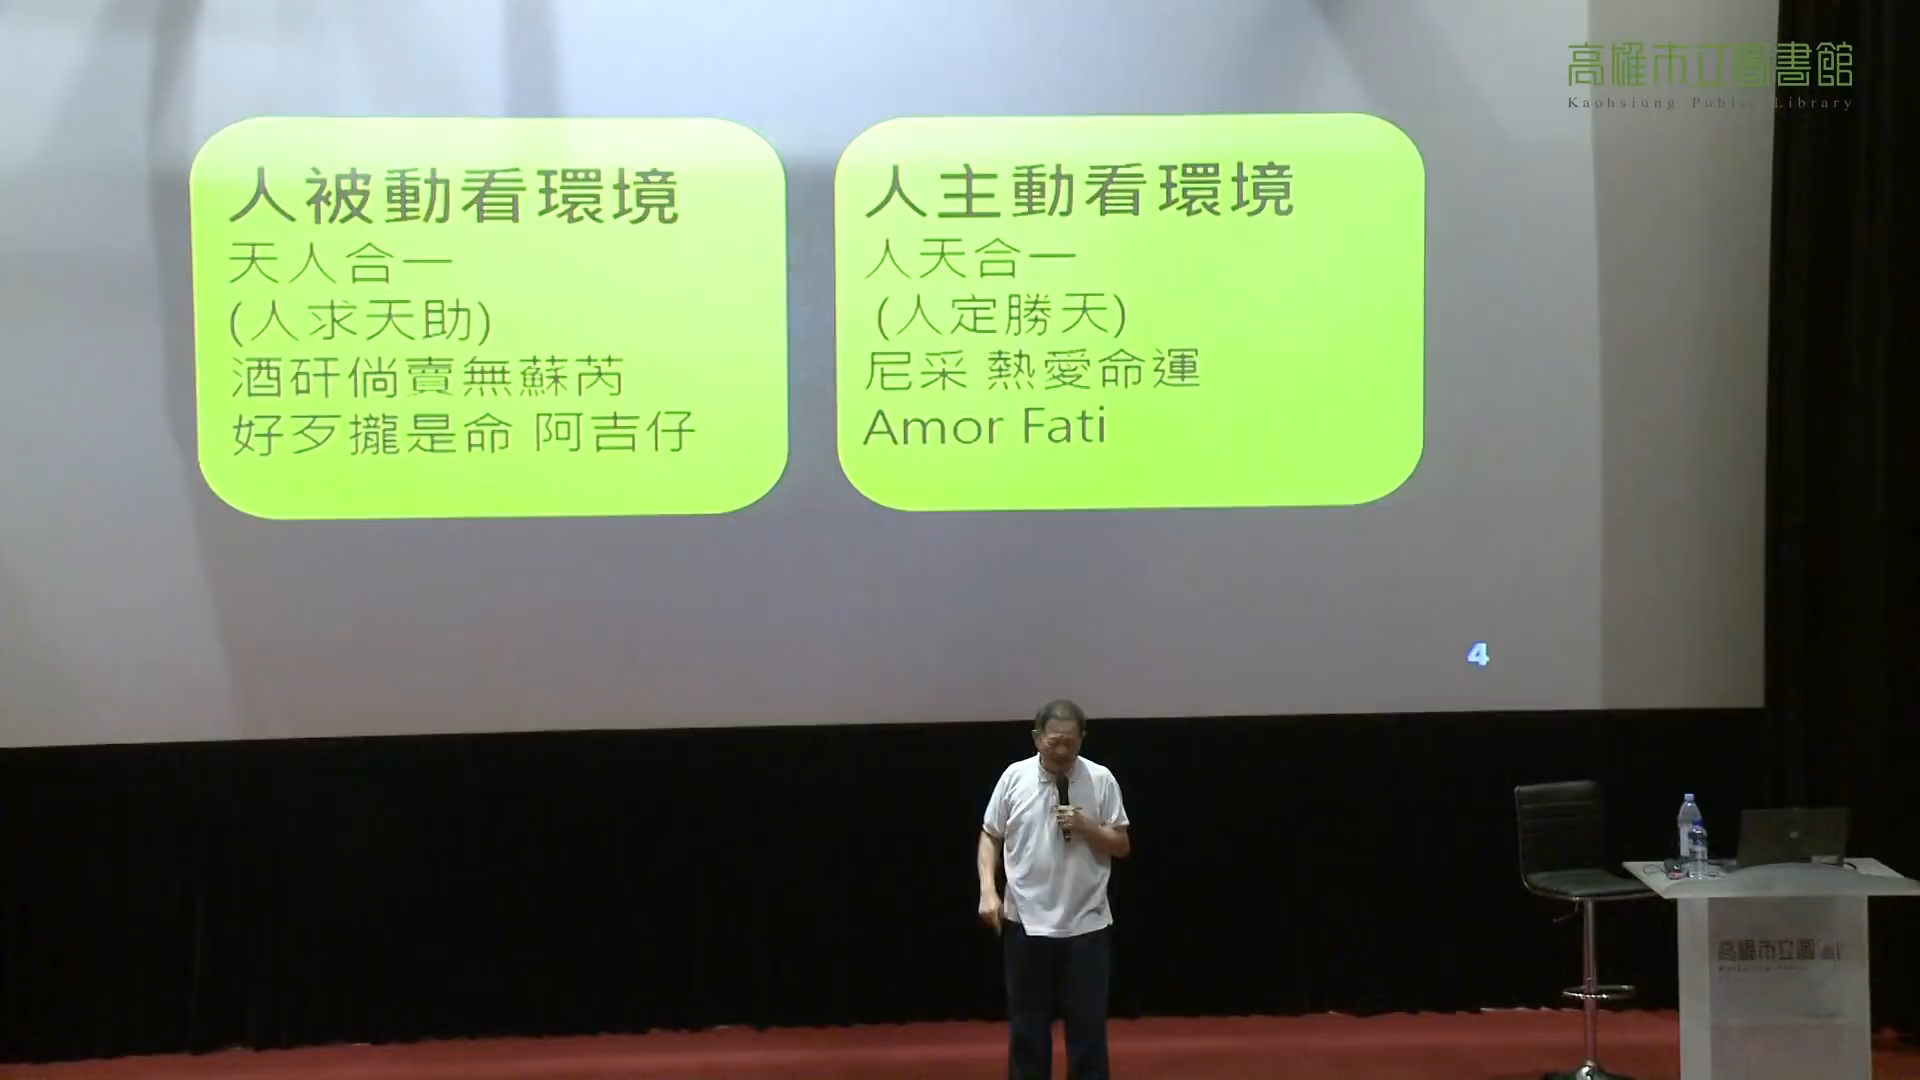 高雄市立圖書館
Kaohsiung Public Library
人被動看環境
天人合一
(人求天助)
酒矸倘賣無蘇芮
好歹攏是命 阿吉仔
人主動看環境
人天合一
(人定勝天)
尼采 熱愛命運
Amor Fati
4
高雄市立圖